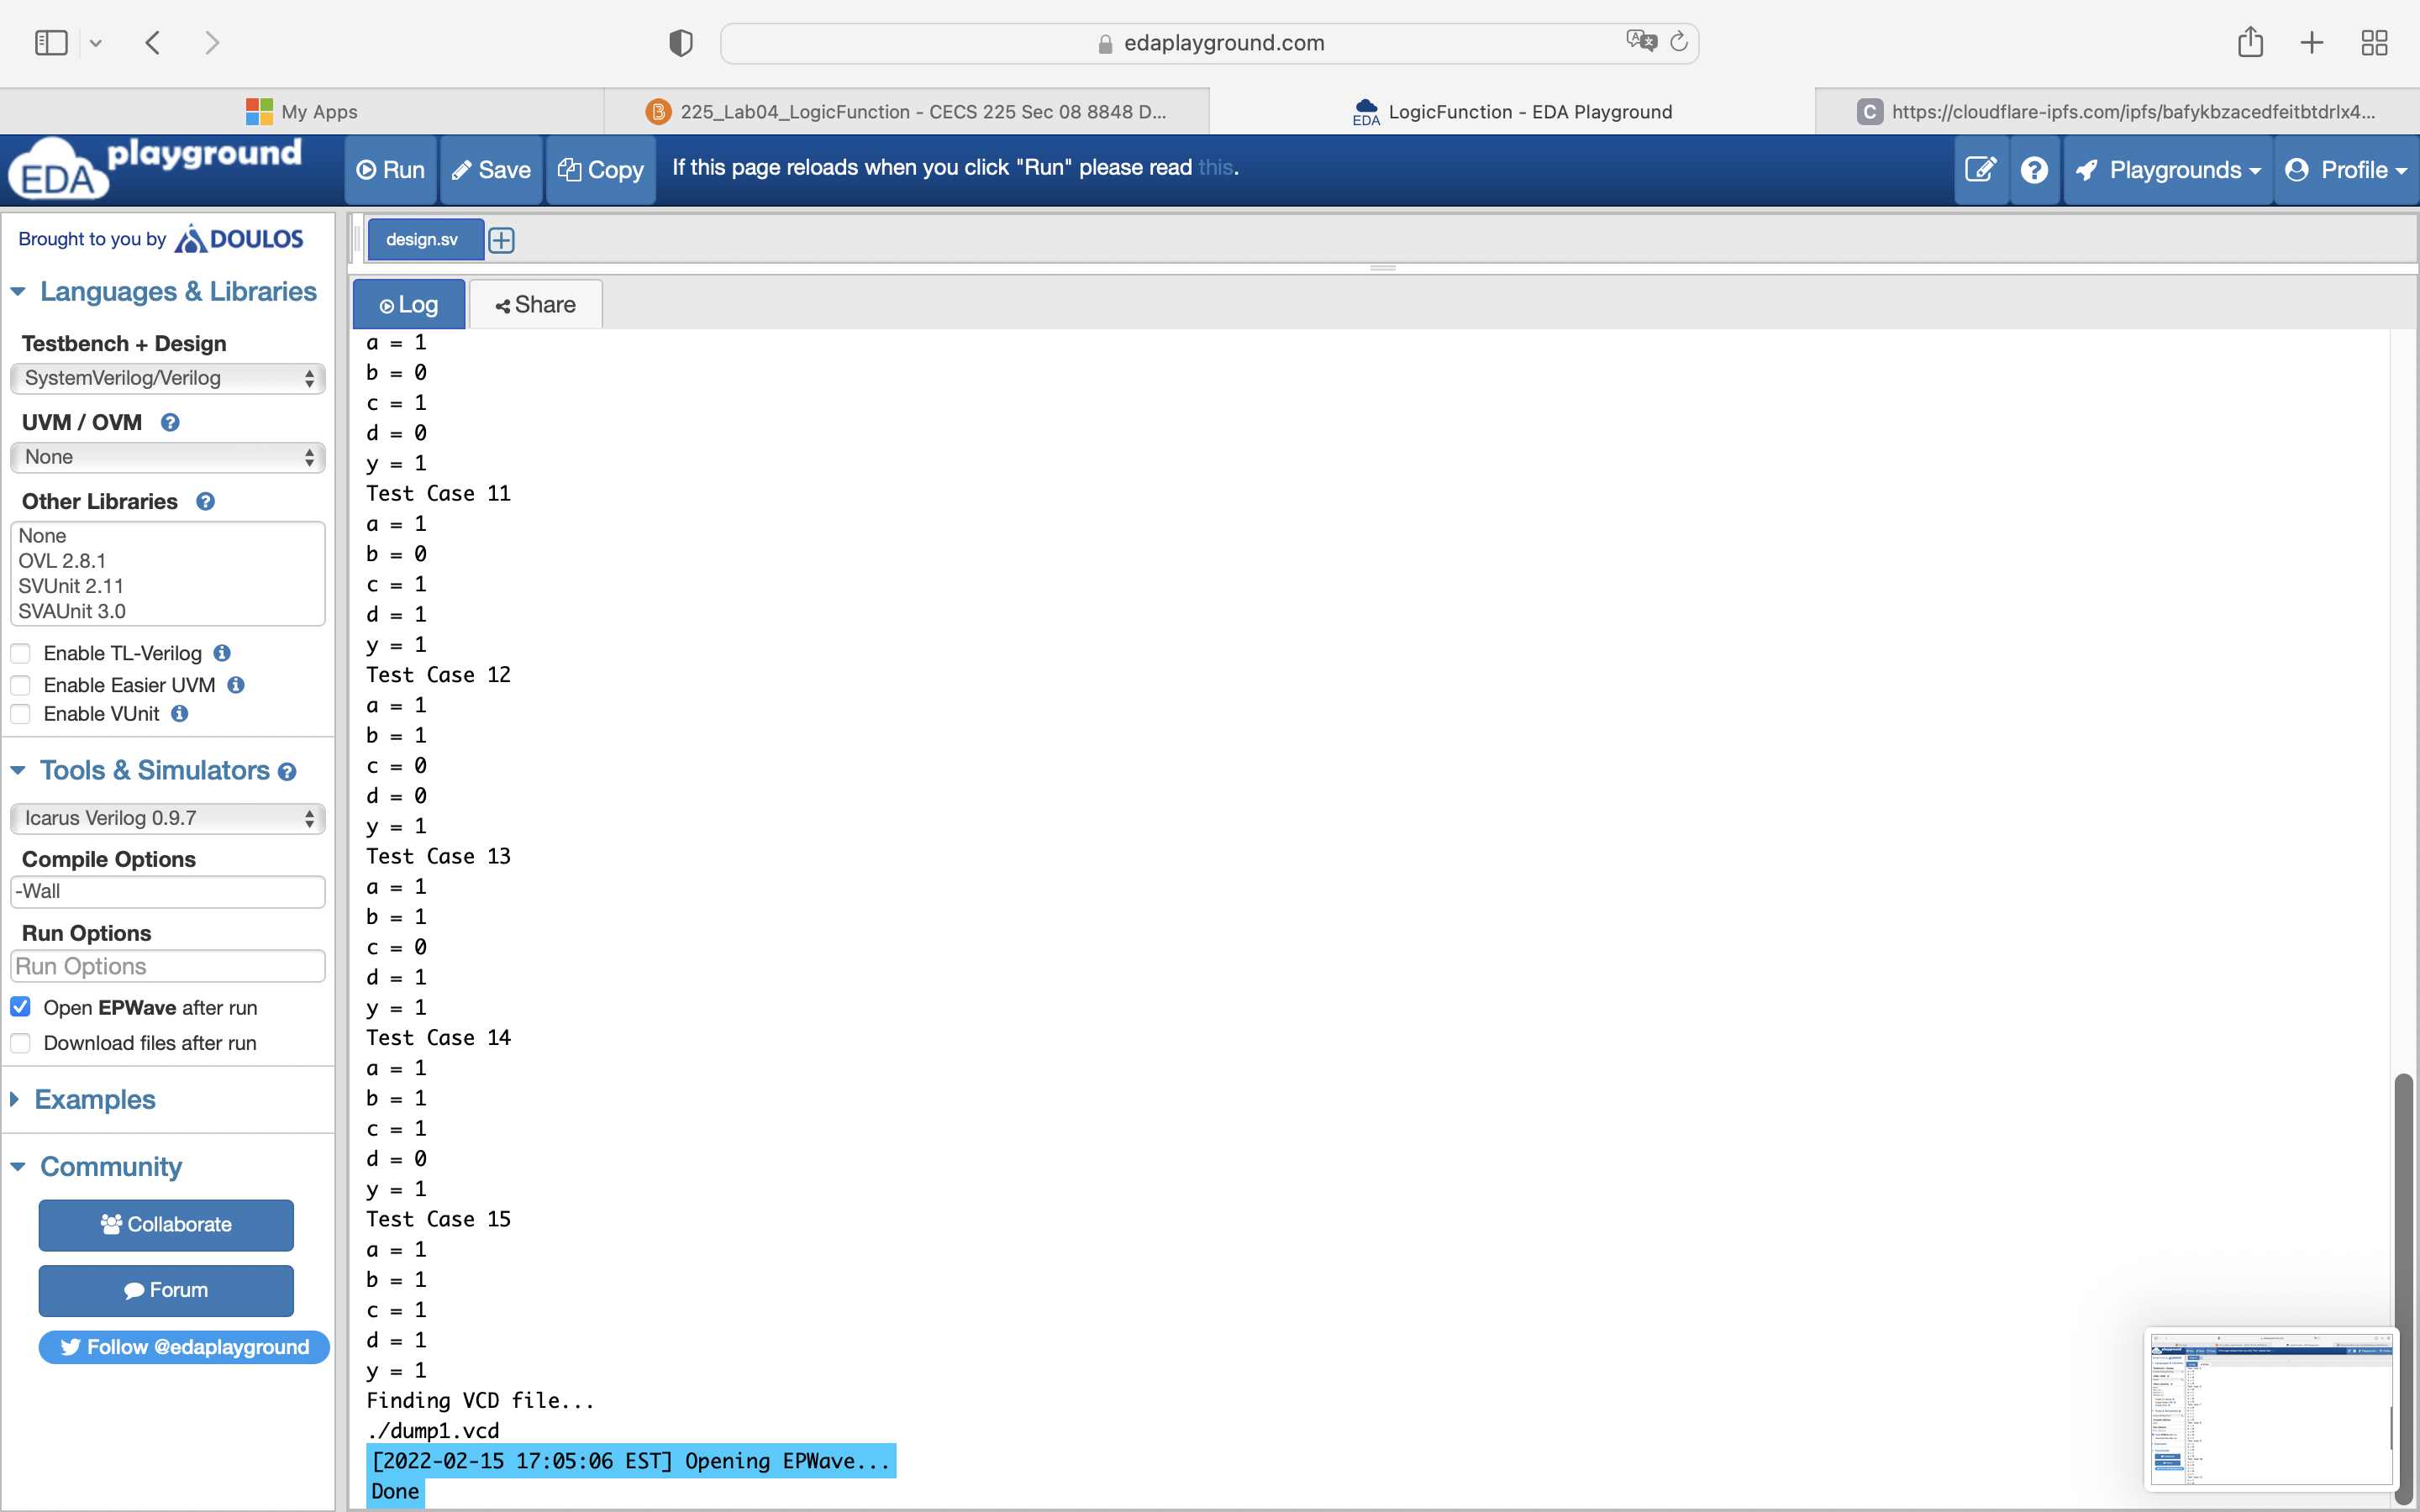 edaplayground.com
My Apps
225_Lab04_LogicFunction - CECS 225 Sec 08 8848 D...
EDA
LogicFunction - EDA Playground
C
https://cloudflare-ipfs.com/ipfs/bafykbzacedfeitbtdrlx4...
EDA playground
Run
Save
Copy
If this page reloads when you click "Run" please read this.
Playgrounds
Profile
Brought to you by DOULOS
Languages & Libraries
Testbench + Design
SystemVerilog/Verilog
UVM / OVM
None
Other Libraries
None
OVL 2.8.1
SVUnit 2.11
SVAUnit 3.0
Enable TL-Verilog
Enable Easier UVM
Enable VUnit
Tools & Simulators
Icarus Verilog 0.9.7
Compile Options
-Wall
Run Options
Run Options
Open EPWave after run
Download files after run
Examples
Community
Collaborate
Forum
Follow @edaplayground
design.sv
Log
Share
a = 1
b = 0
c = 1
d = 0
y = 1
Test Case 11
a = 1
b = 0
c = 1
d = 1
y = 1
Test Case 12
a = 1
b = 1
c = 0
d = 0
y = 1
Test Case 13
a = 1
b = 1
c = 0
d = 1
y = 1
Test Case 14
a = 1
b = 1
c = 1
d = 0
y = 1
Test Case 15
a = 1
b = 1
c = 1
d = 1
y = 1
Finding VCD file...
./dump1.vcd
[2022-02-15 17:05:06 EST] Opening EPWave...
Done